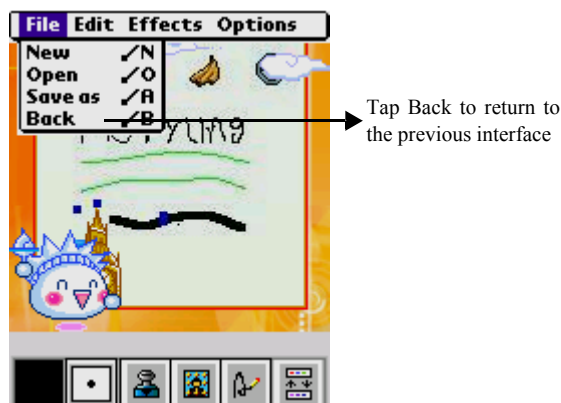 File Edit Effects Options
New /N
Open /O
Save as /A
Back /B
Tap Back to return to
the previous interface